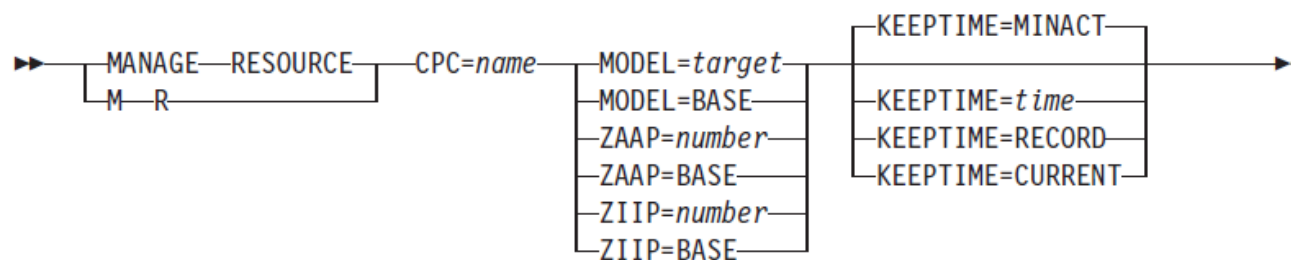 KEEPTIME=MINACT
MANAGE RESOURCE CPC=name MODEL=target
M R MODEL=BASE KEEPTIME=time
ZAAP=number KEEPTIME=RECORD
ZAAP=BASE KEEPTIME=CURRENT
ZIIP=number
ZIIP=BASE